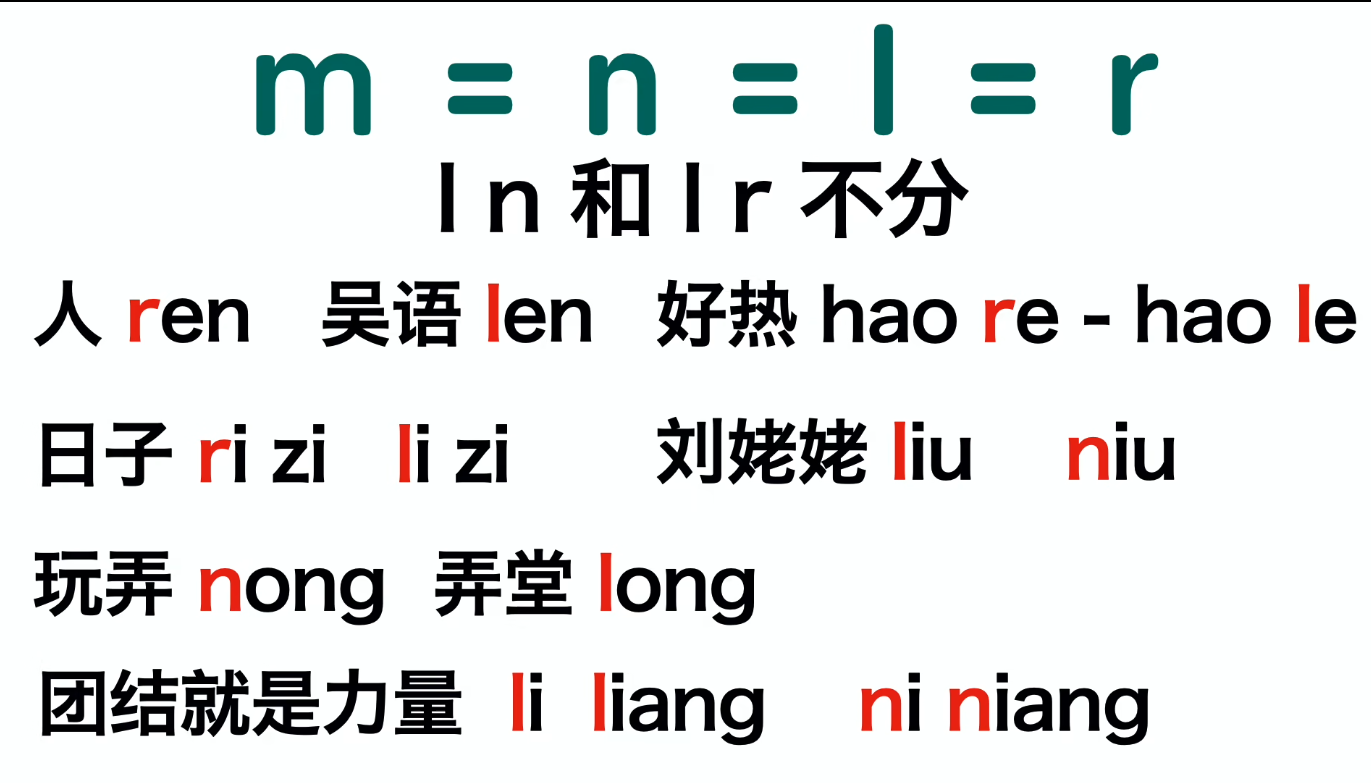 m = n = l = r
l n 和 l r 不分
人 ren 吴语 len 好热 hao re - hao le
日子 ri zi li zi 刘姥姥 liu niu
玩弄 nong 弄堂 long
团结就是力量 li liang ni niang